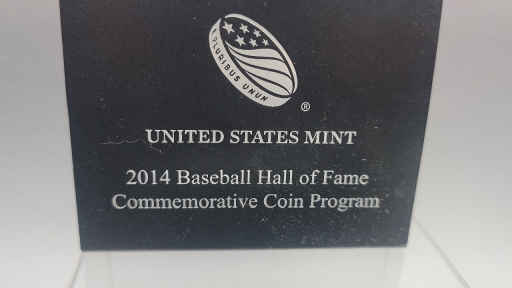 E PLURIBUS UNUM
®
UNITED STATES MINT
2014 Baseball Hall of Fame
Commemorative Coin Program